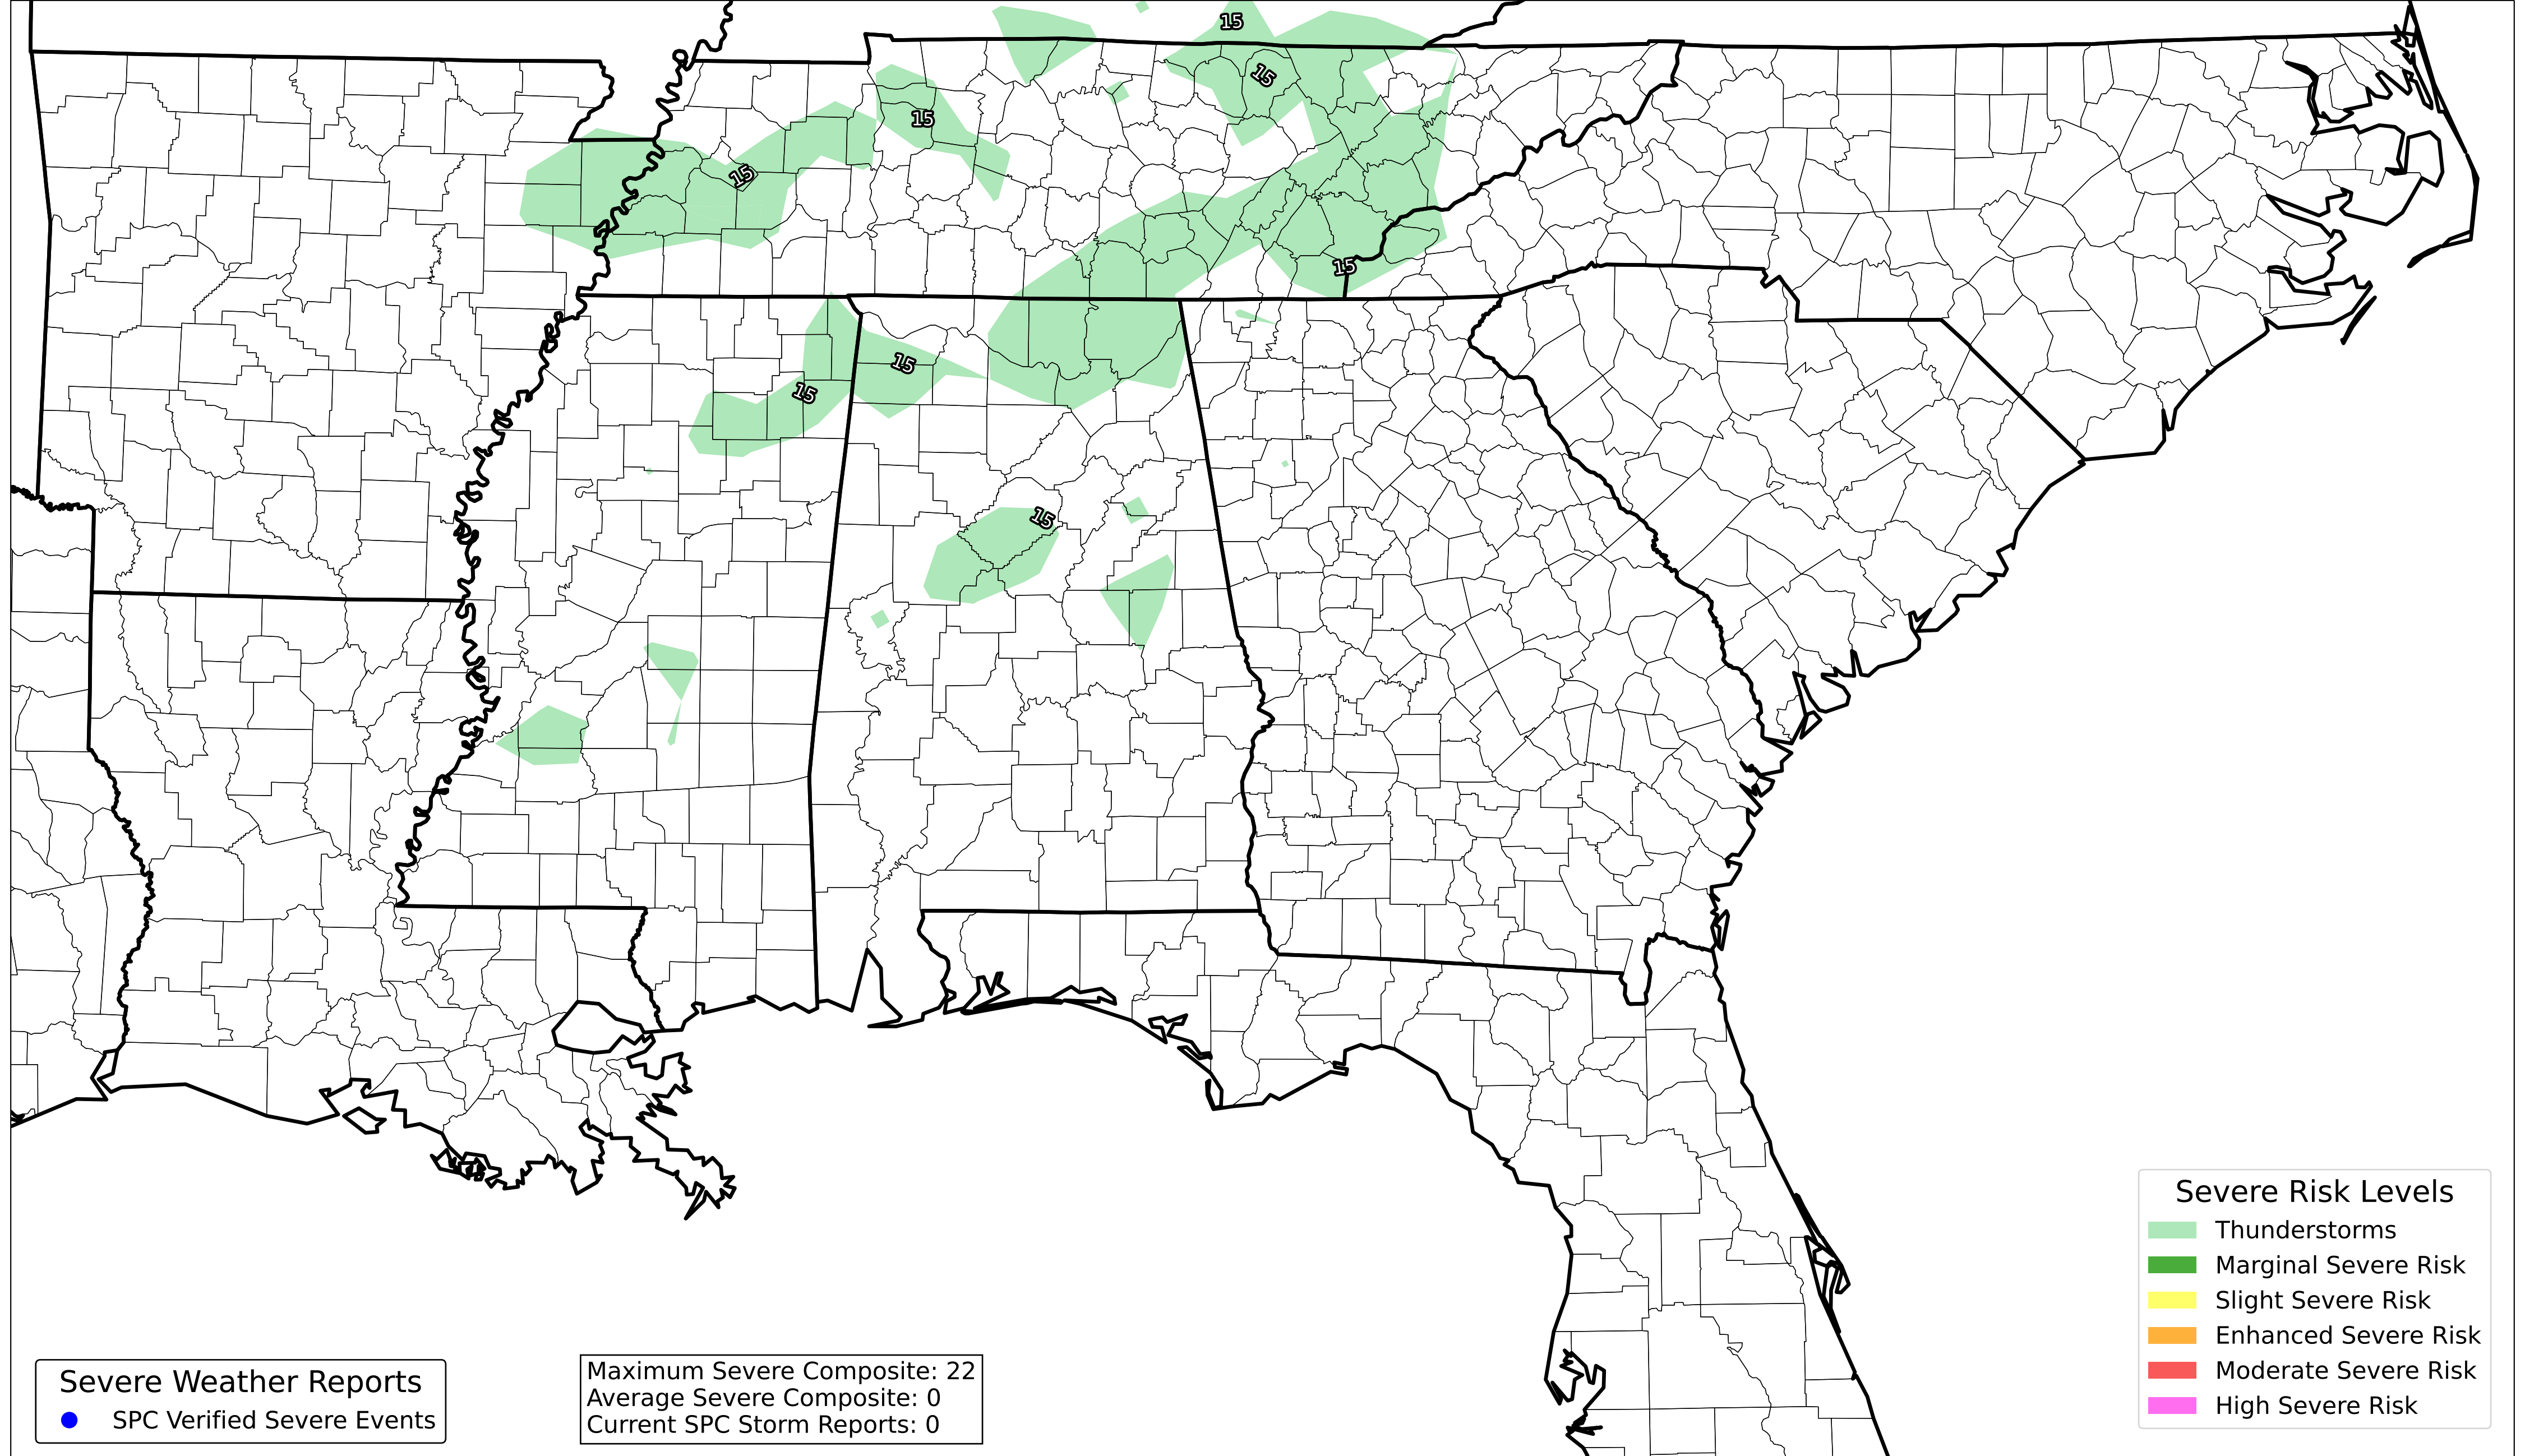 15
15
15
15
15
15
15
15
Severe Weather Reports
SPC Verified Severe Events
Maximum Severe Composite: 22
Average Severe Composite: 0
Current SPC Storm Reports: 0
Severe Risk Levels
Thunderstorms
Marginal Severe Risk
Slight Severe Risk
Enhanced Severe Risk
Moderate Severe Risk
High Severe Risk